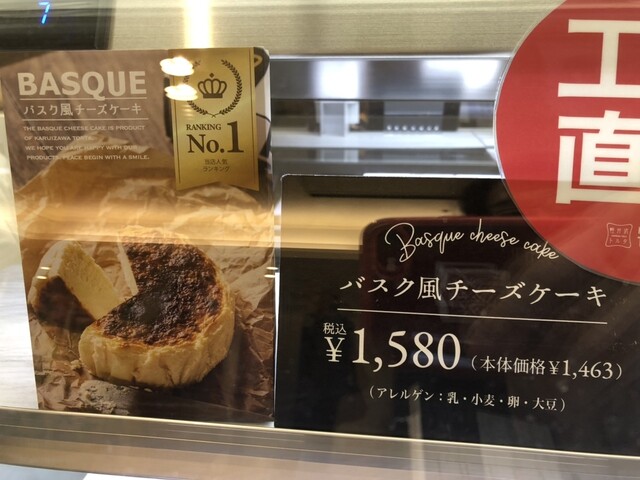 7
BASQUE
バスク風チーズケーキ
THE BASQUE CHEESE CAKE IS PRODUCT
OF KARUIZAWA
WE HOPE YOU ARE HAPPY WITH OUR
PRODUCTS. PEACE BEGIN WITH A SMILE.
RANKING
No.1
当店人気
ランキング
工
直
Basque cheese cake
バスク風チーズケーキ
税込
¥1,580(本体価格¥1,463)
(アレルゲン:乳・小麦・卵・大豆)